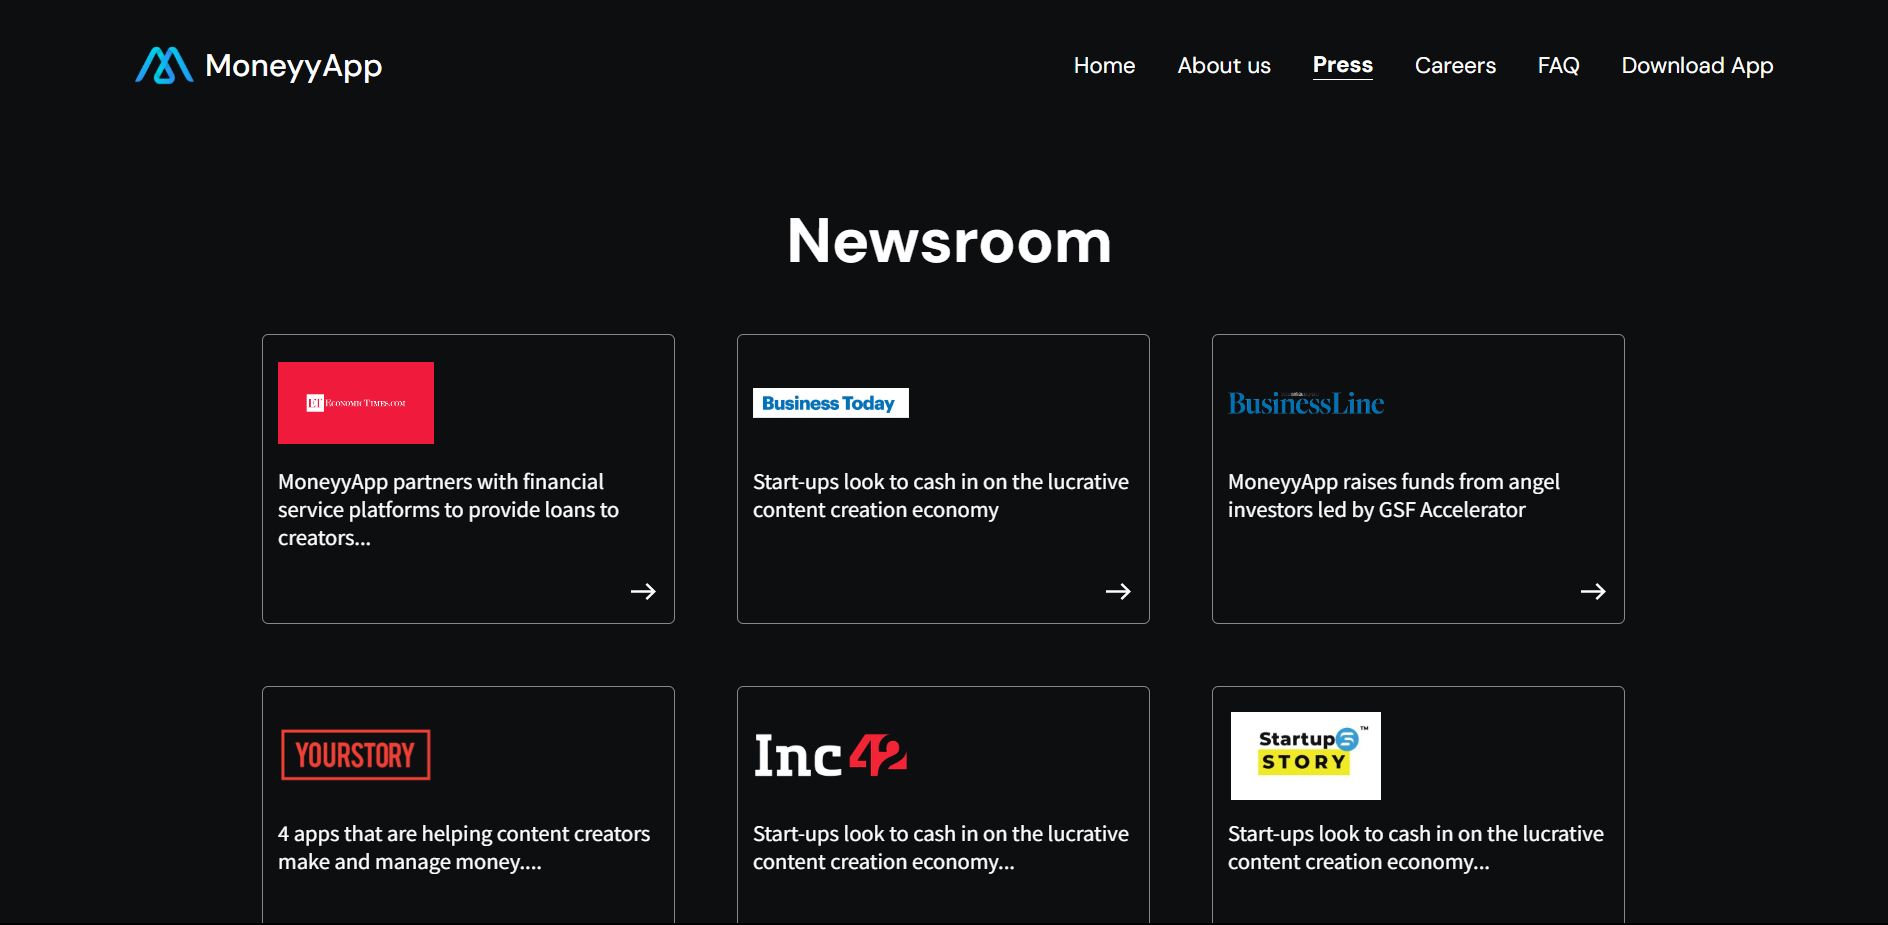 MoneyyApp
Home About us Press Careers FAQ Download App
Newsroom
ET ECONOMIC TIMES.COM
MoneyyApp partners with financial
service platforms to provide loans to
creators...
Business Today
Start-ups look to cash in on the lucrative
content creation economy
BusinessLine
MoneyyApp raises funds from angel
investors led by GSF Accelerator
YOURSTORY
4 apps that are helping content creators
make and manage money....
Inc42
Start-ups look to cash in on the lucrative
content creation economy...
StartupS™
STORY
Start-ups look to cash in on the lucrative
content creation economy...